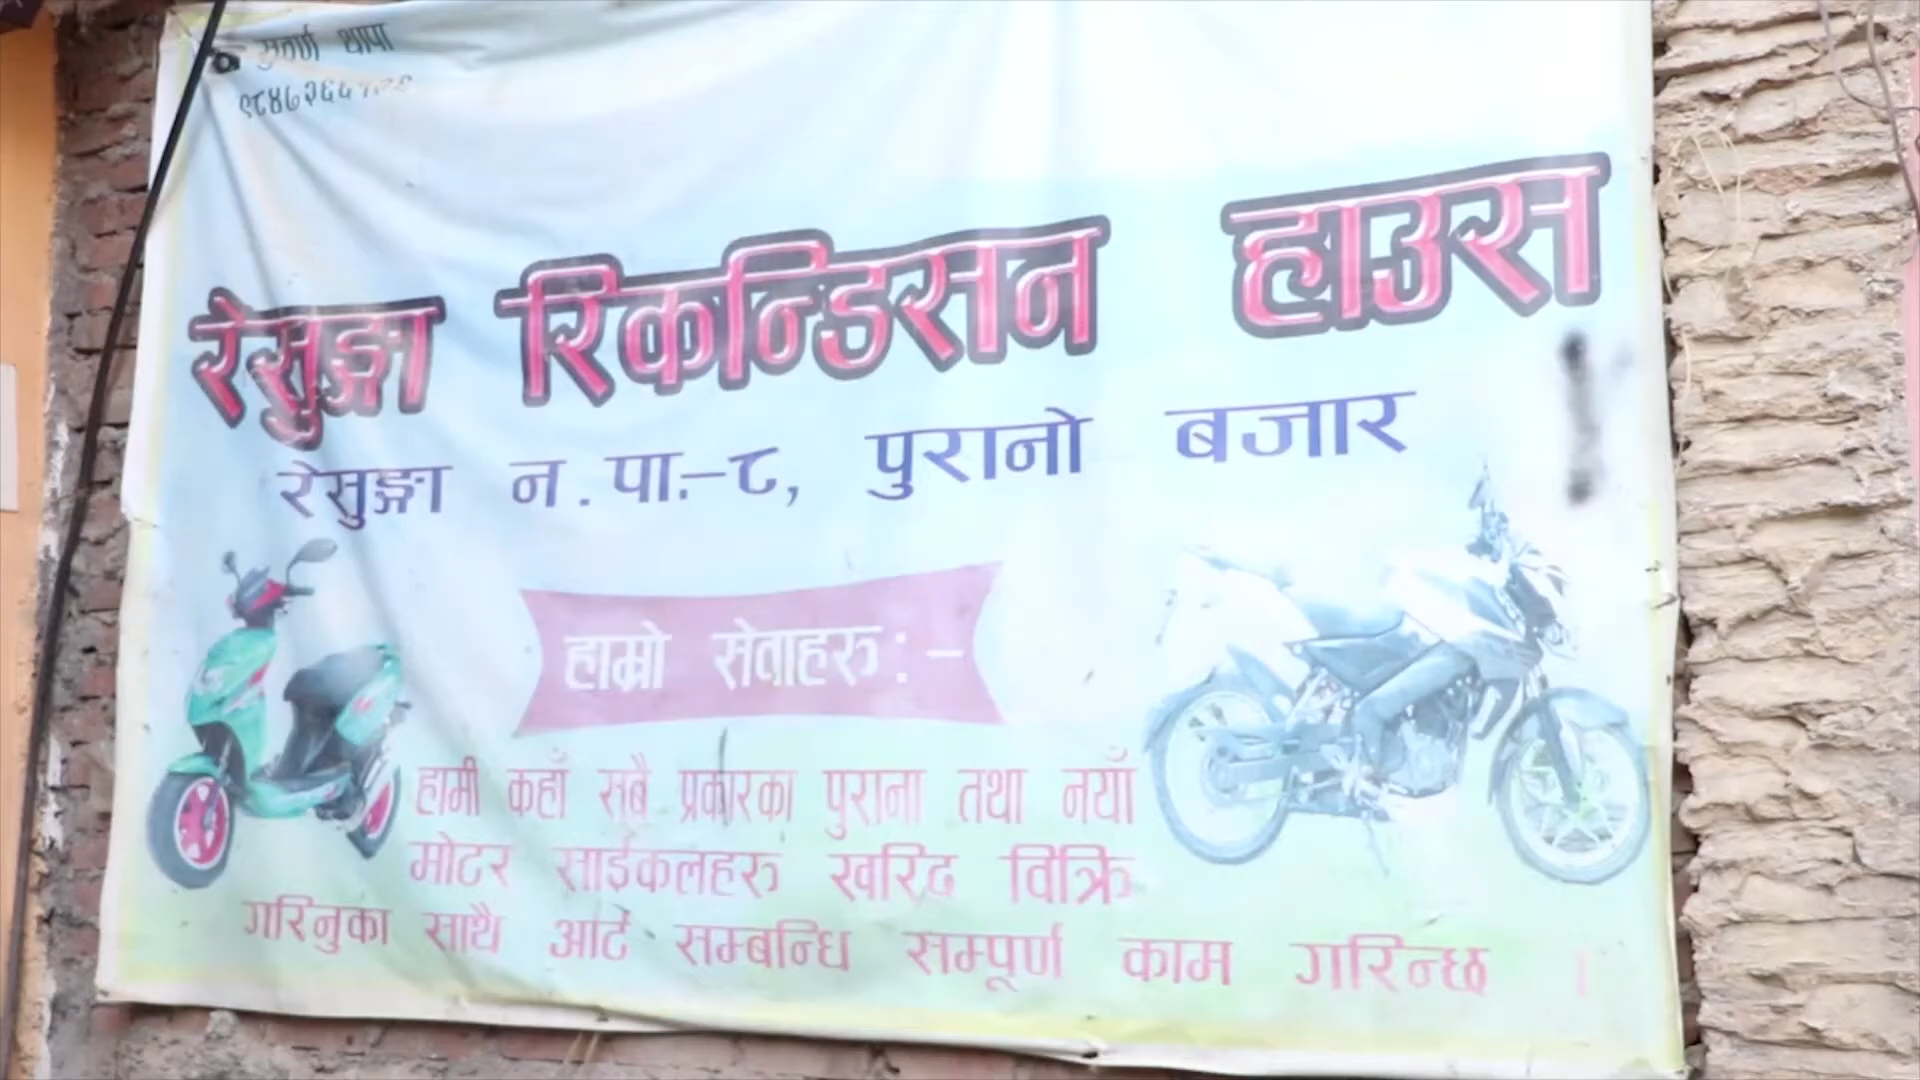 सुवर्ण थापा
रेसुङ्गा रिकन्डिसन हाउस
रेसुङ्गा न.पा:-८, पुरानो बजार
हाम्रो सेवाहरु:-
हामी कहाँ सबै प्रकारका पुराना तथा नयाँ
मोटर साईकलहरु खरिद विक्रि
गरिनुका साथै आर्ट सम्बन्धि सम्पूर्ण काम गरिन्छ ।